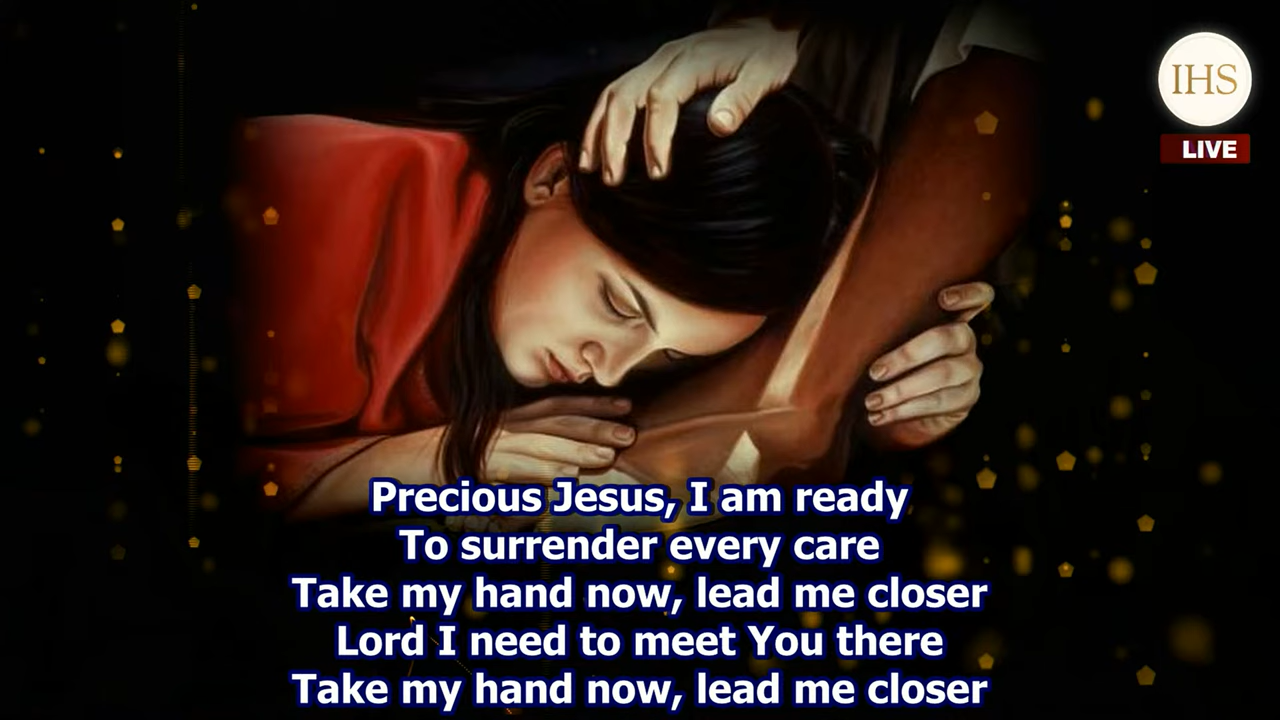 IHS
LIVE
Precious Jesus, I am ready
To surrender every care
Take my hand now, lead me closer
Lord I need to meet You there
Take my hand now, lead me closer